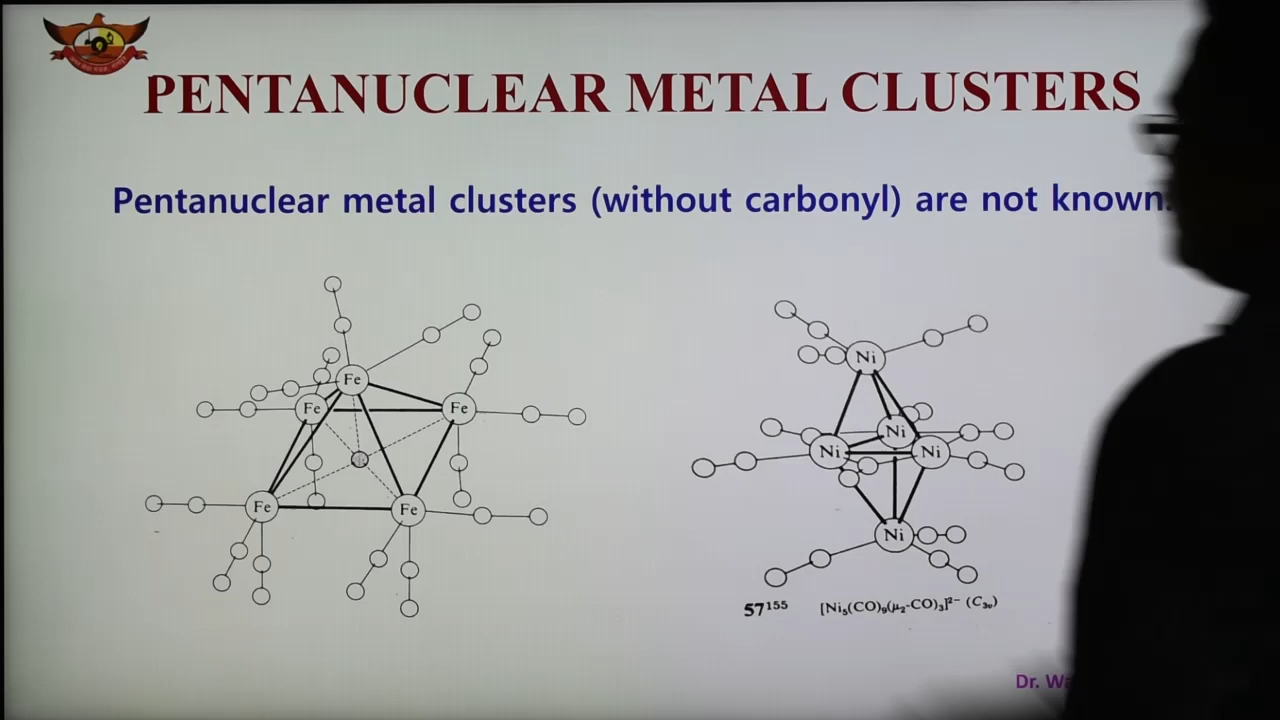 PENTANUCLEAR METAL CLUSTERS
Pentanuclear metal clusters (without carbonyl) are not known.
Fe
Fe
Fe
Fe
Fe
Ni
Ni
Ni
Ni
Ni
57¹⁵⁵ [Ni₅(CO)₉(μ₂-CO)₃]²⁻ (C₃ᵥ)
Dr.